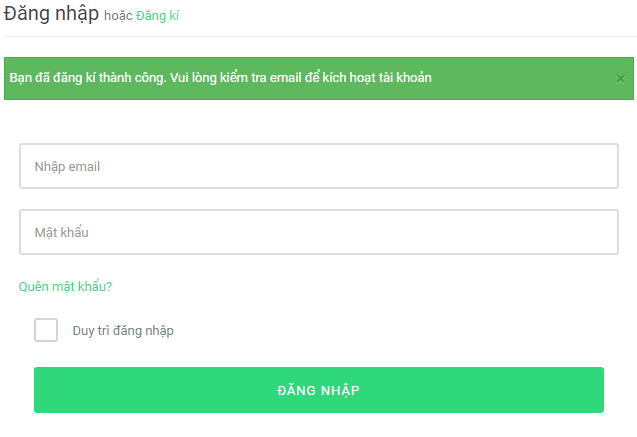 Đăng nhập hoặc Đăng kí
Bạn đã đăng kí thành công. Vui lòng kiểm tra email để kích hoạt tài khoản ×
Nhập email
Mật khẩu
Quên mật khẩu?
Duy trì đăng nhập
ĐĂNG NHẬP